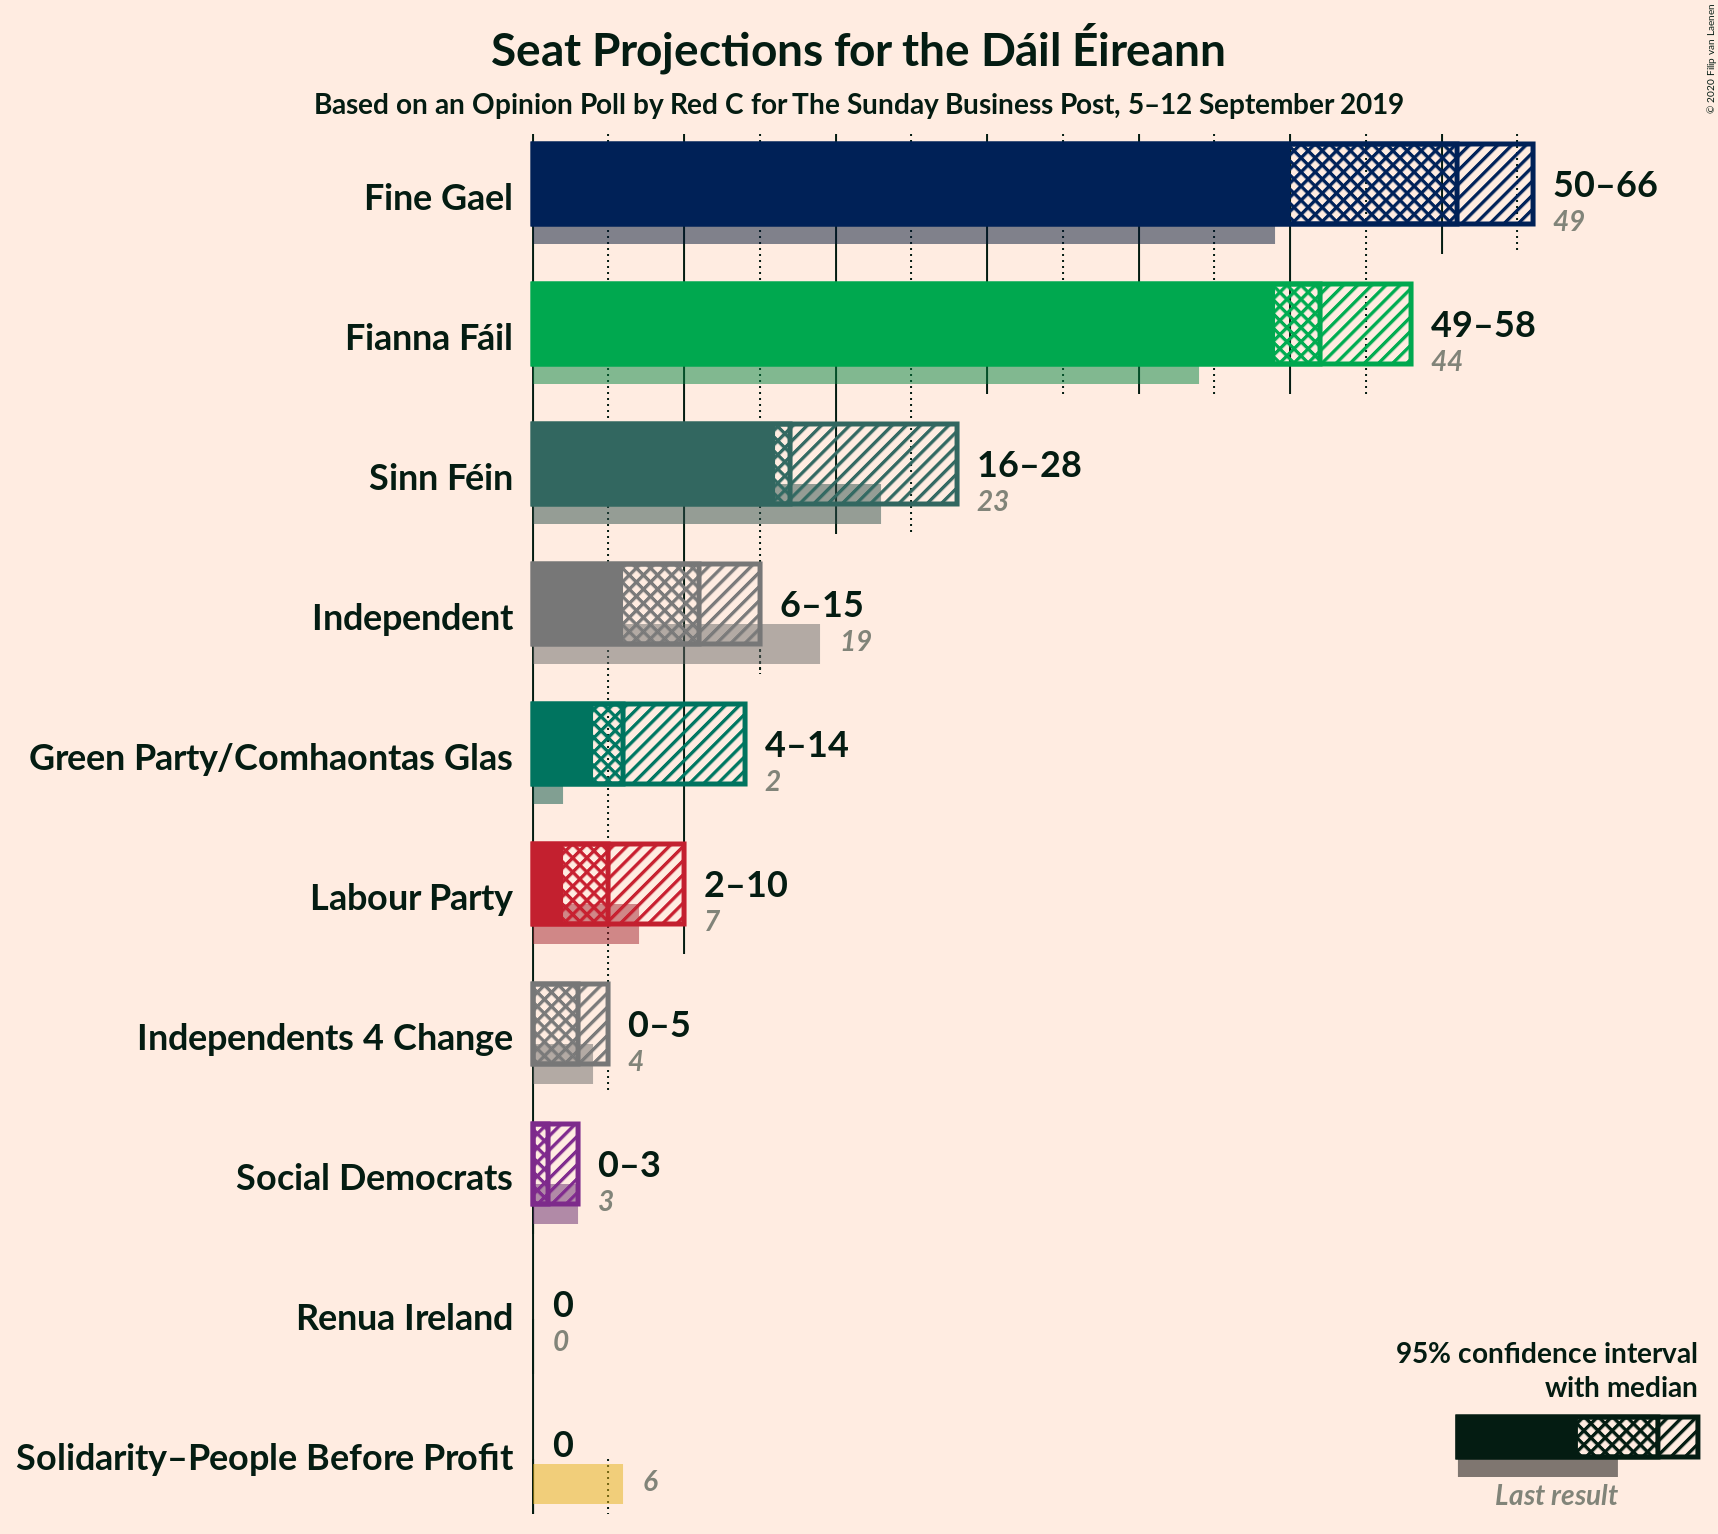 Seat Projections for the Dáil Éireann
Based on an Opinion Poll by Red C for The Sunday Business Post, 5–12 September 2019
© 2020 Filip van Laenen
Fine Gael
50–66
49
Fianna Fáil
49–58
44
Sinn Féin
16–28
23
Independent
6–15
19
Green Party/Comhaontas Glas
4–14
2
Labour Party
2–10
7
Independents 4 Change
0–5
4
Social Democrats
0–3
3
Renua Ireland
0
0
Solidarity–People Before Profit
0
6
95% confidence interval
with median
Last result